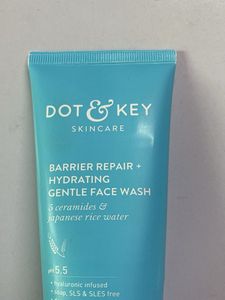 DOT & KEY
SKINCARE
BARRIER REPAIR +
HYDRATING
GENTLE FACE WASH
5 ceramides &
japanese rice water
pH 5.5
• hyaluronic infused
• soap, SLS & SLES free